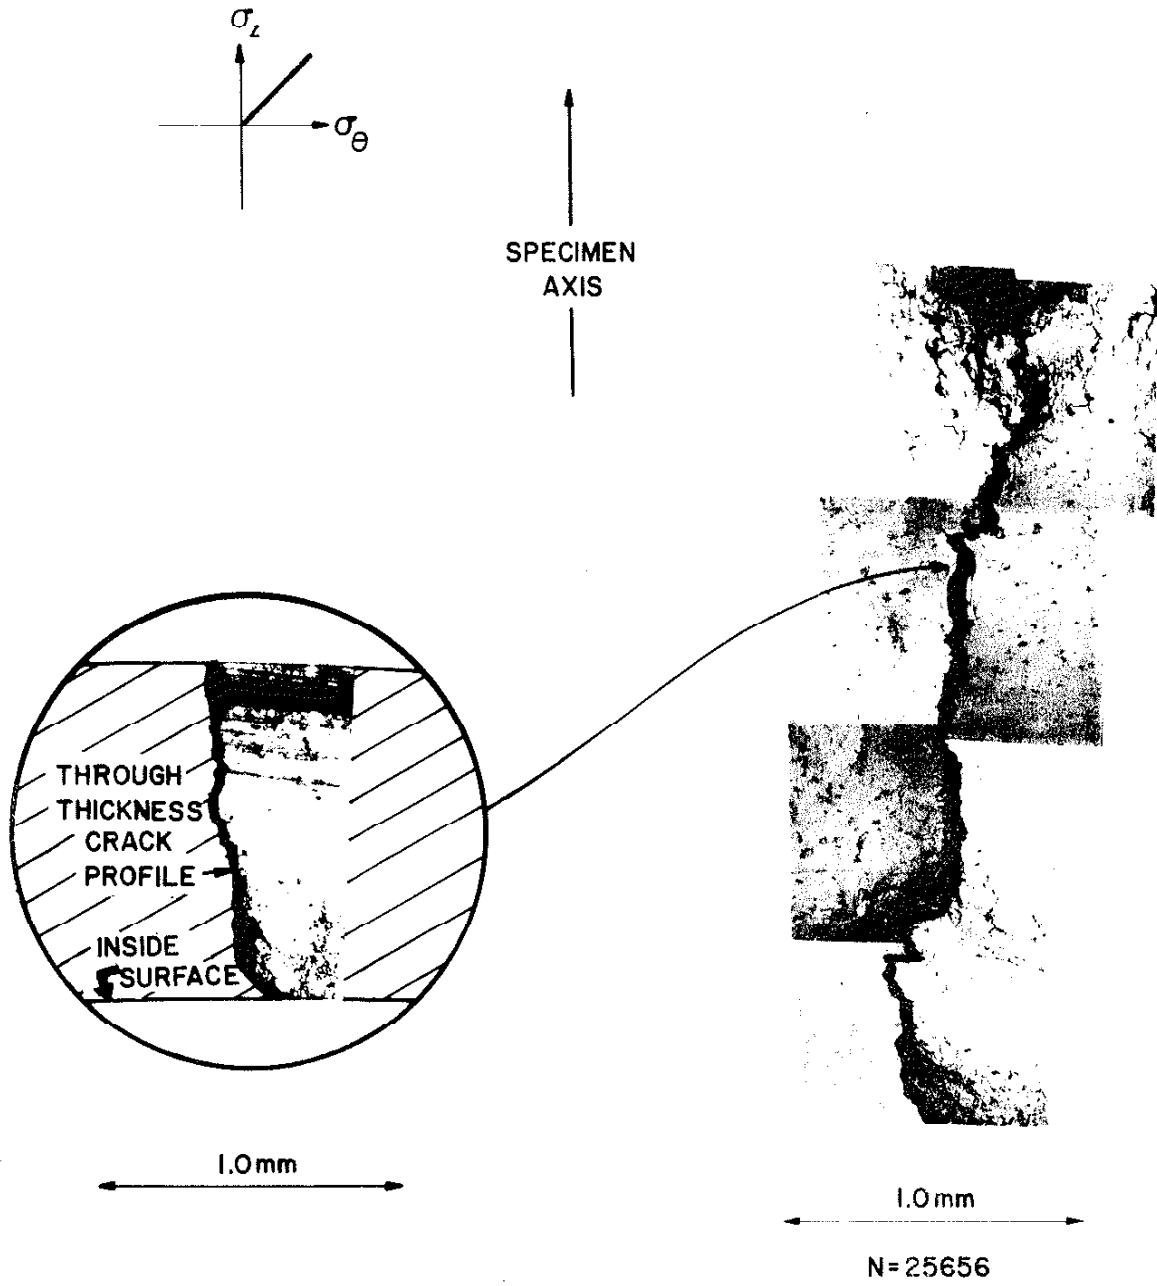 σz
σθ
SPECIMEN
AXIS
THROUGH
THICKNESS
CRACK
PROFILE
INSIDE
SURFACE
1.0mm
1.0mm
N=25656